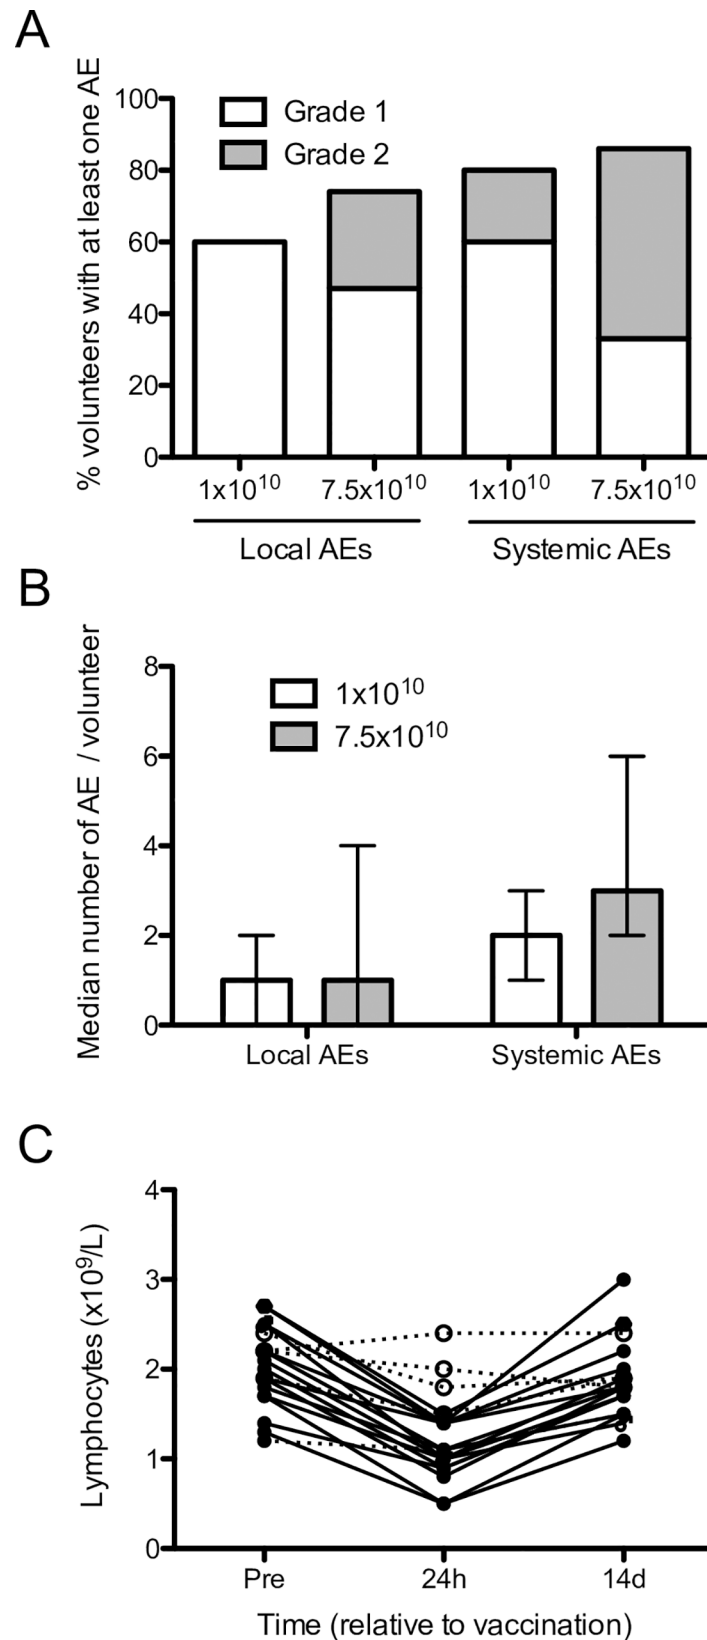 A
% volunteers with at least one AE
100
80
60
40
20
0
Grade 1
Grade 2
1x10¹⁰ 7.5x10¹⁰ 1x10¹⁰ 7.5x10¹⁰
Local AEs Systemic AEs
B
Median number of AE / volunteer
8
6
4
2
0
1x10¹⁰
7.5x10¹⁰
Local AEs Systemic AEs
C
Lymphocytes (x10⁹/L)
4
3
2
1
0
Pre 24h 14d
Time (relative to vaccination)